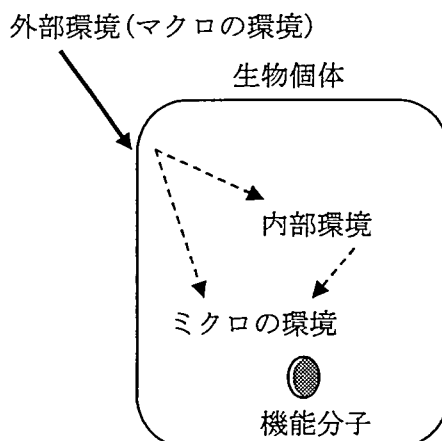 外部環境(マクロの環境)
生物個体
内部環境
ミクロの環境
機能分子